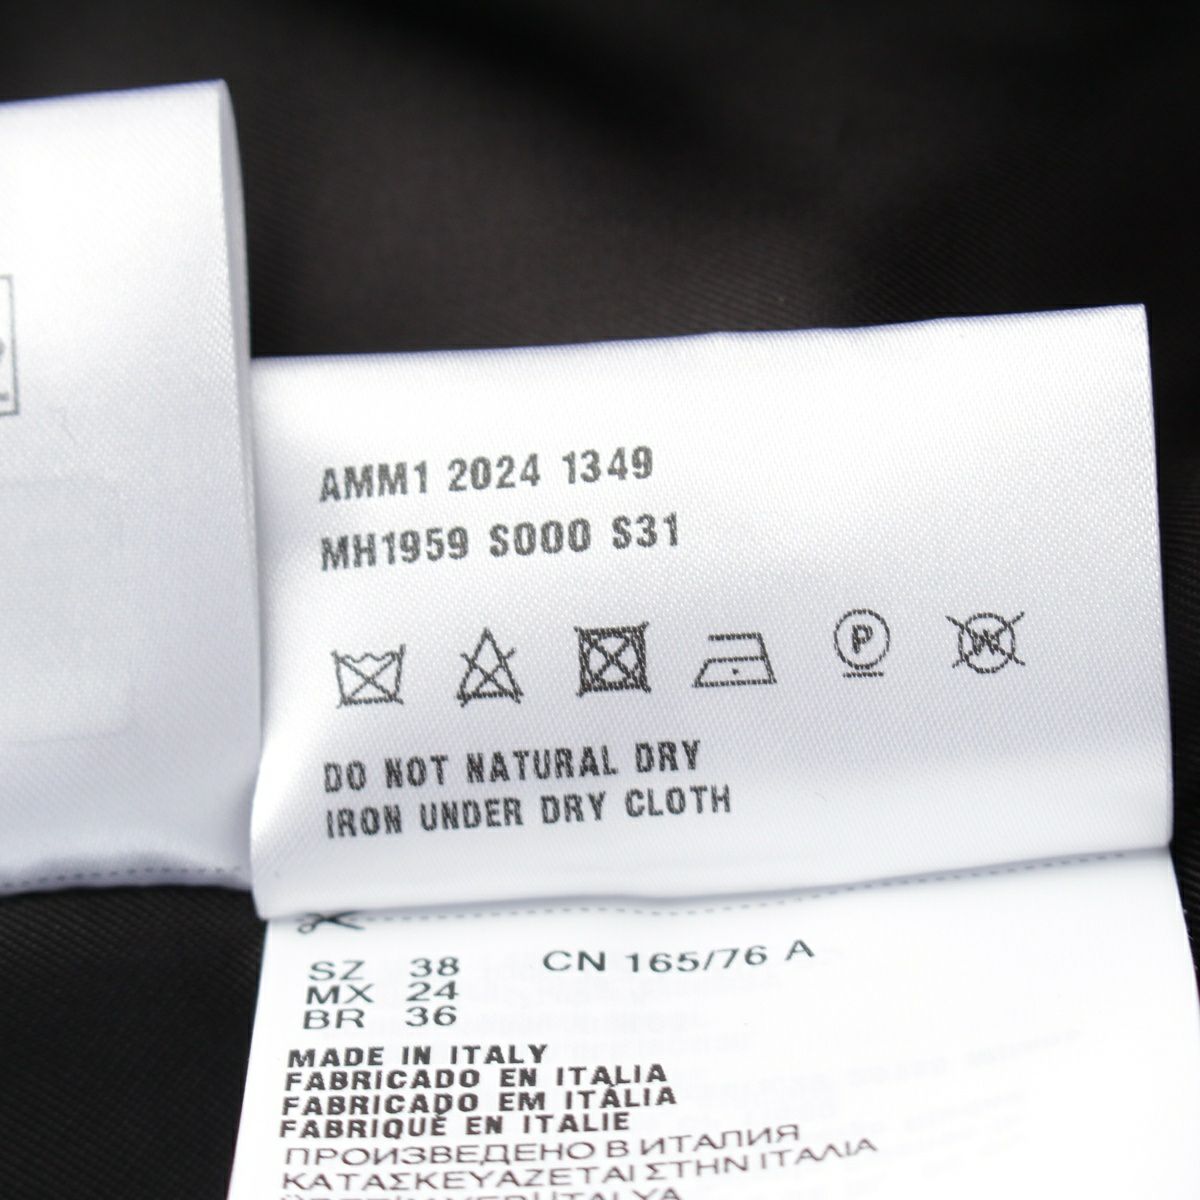 AMM1 2024 1349
MH1959 S000 S31
P
W
DO NOT NATURAL DRY
IRON UNDER DRY CLOTH
SZ 38 CN 165/76 A
MX 24
BR 36
MADE IN ITALY
FABRICADO EN ITALIA
FABRICADO EM ITÁLIA
FABRIQUÉ EN ITALIE
ПРОИЗВЕДЕНО В ИТАЛИЯ
ΚΑΤΑΣΚΕΥΑΖΕΤΑΙ ΣΤΗΝ ΙΤΑΛΙΑ